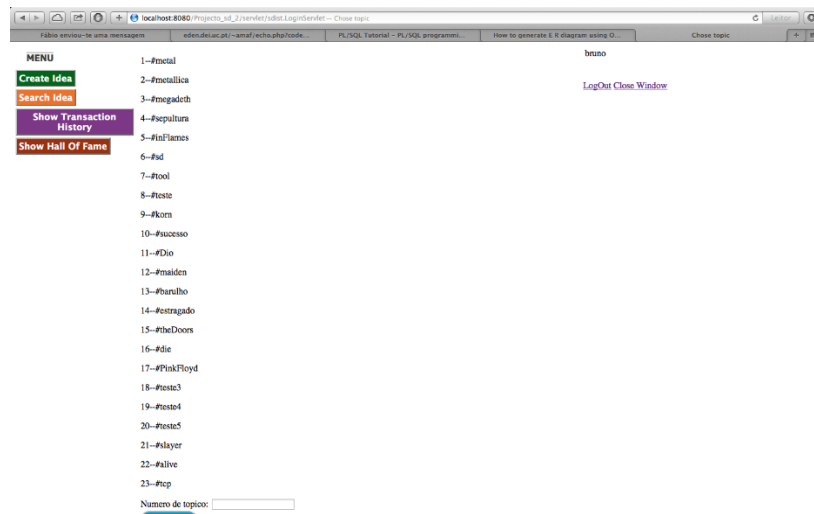 localhost:8080/Projecto_sd_2/servlet/sdist.LoginServlet — Chose topic
Leitor
Fábio enviou-te uma mensagem
eden.dei.uc.pt/~amaf/echo.php?code...
PL/SQL Tutorial - PL/SQL programmi...
How to generate E R diagram using O...
Chose topic
MENU
Create Idea
Search Idea
Show Transaction
History
Show Hall Of Fame
1--#metal
2--#metallica
3--#megadeth
4--#sepultura
5--#inFlames
6--#sd
7--#tool
8--#teste
9--#korn
10--#sucesso
11--#Dio
12--#maiden
13--#barulho
14--#estragado
15--#theDoors
16--#die
17--#PinkFloyd
18--#teste3
19--#teste4
20--#teste5
21--#slayer
22--#alive
23--#tcp
Numero de topico:
bruno
LogOut Close Window